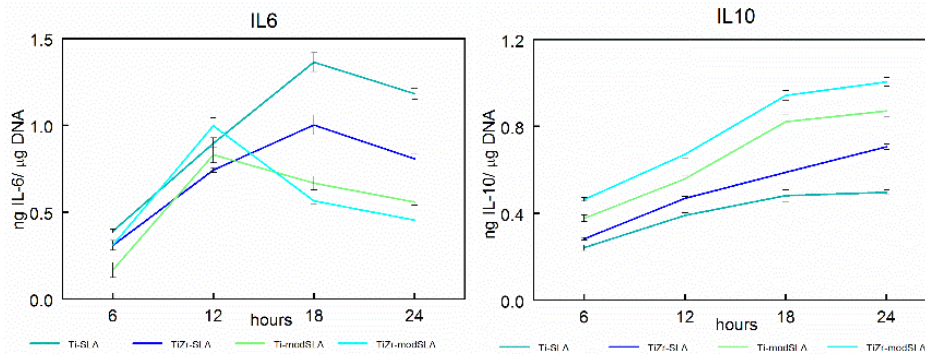 IL6
1.5
1.0
0.5
0.0
ng IL-6/ µg DNA
6 12 18 24
hours
Ti-SLA TiZr-SLA Ti-modSLA TiZr-modSLA
IL10
1.2
0.8
0.4
0.0
ng IL-10/ µg DNA
6 12 18 24
hours
Ti-SLA TiZr-SLA Ti-modSLA TiZr-modSLA